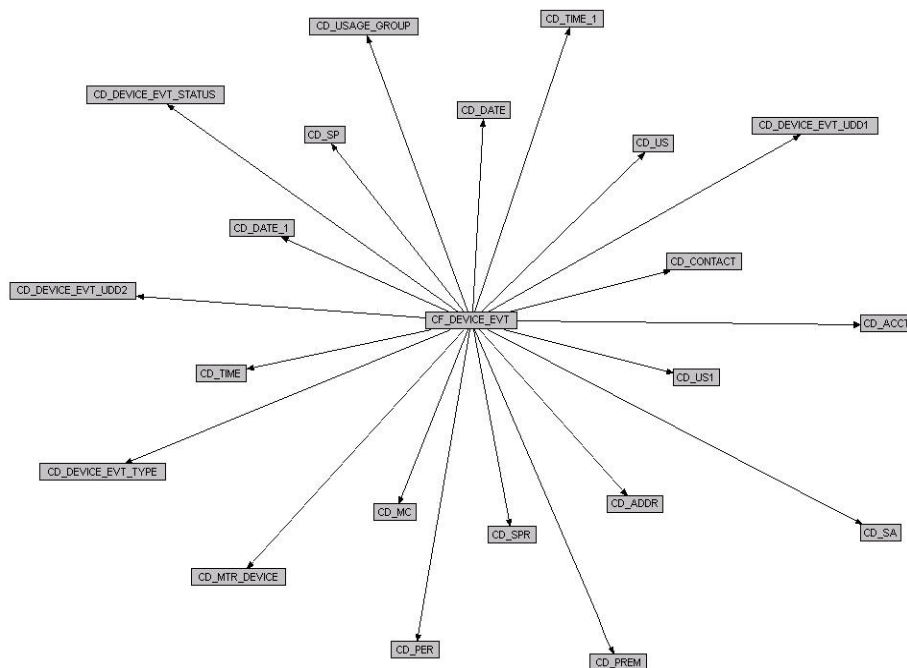 CD_TIME_1
CD_USAGE_GROUP
CD_DEVICE_EVT_STATUS
CD_DATE
CD_DEVICE_EVT_UDD1
CD_SP
CD_US
CD_DATE_1
CD_CONTACT
CD_DEVICE_EVT_UDD2
CF_DEVICE_EVT
CD_ACCT
CD_TIME
CD_US1
CD_DEVICE_EVT_TYPE
CD_ADDR
CD_MC
CD_SPR
CD_SA
CD_MTR_DEVICE
CD_PER
CD_PREM